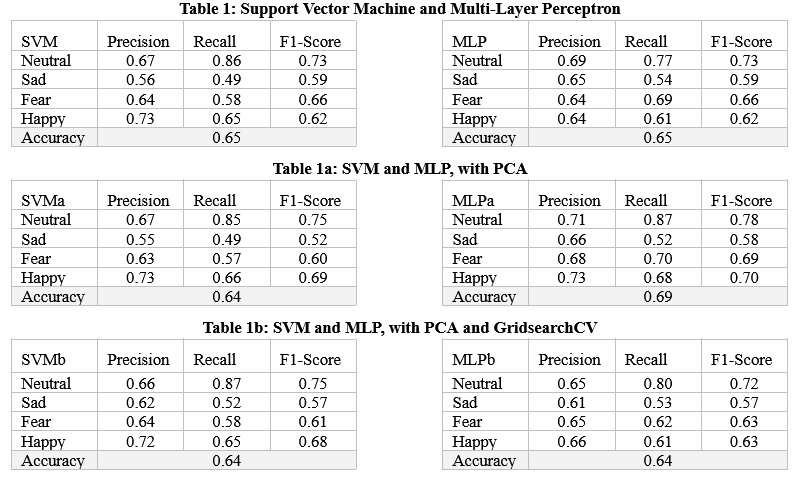 Table 1: Support Vector Machine and Multi-Layer Perceptron
SVM Precision Recall F1-Score
Neutral 0.67 0.86 0.73
Sad 0.56 0.49 0.59
Fear 0.64 0.58 0.66
Happy 0.73 0.65 0.62
Accuracy 0.65
MLP Precision Recall F1-Score
Neutral 0.69 0.77 0.73
Sad 0.65 0.54 0.59
Fear 0.64 0.69 0.66
Happy 0.64 0.61 0.62
Accuracy 0.65
Table 1a: SVM and MLP, with PCA
SVMa Precision Recall F1-Score
Neutral 0.67 0.85 0.75
Sad 0.55 0.49 0.52
Fear 0.63 0.57 0.60
Happy 0.73 0.66 0.69
Accuracy 0.64
MLPa Precision Recall F1-Score
Neutral 0.71 0.87 0.78
Sad 0.66 0.52 0.58
Fear 0.68 0.70 0.69
Happy 0.73 0.68 0.70
Accuracy 0.69
Table 1b: SVM and MLP, with PCA and GridsearchCV
SVMb Precision Recall F1-Score
Neutral 0.66 0.87 0.75
Sad 0.62 0.52 0.57
Fear 0.64 0.58 0.61
Happy 0.72 0.65 0.68
Accuracy 0.64
MLPb Precision Recall F1-Score
Neutral 0.65 0.80 0.72
Sad 0.61 0.53 0.57
Fear 0.65 0.62 0.63
Happy 0.66 0.61 0.63
Accuracy 0.64